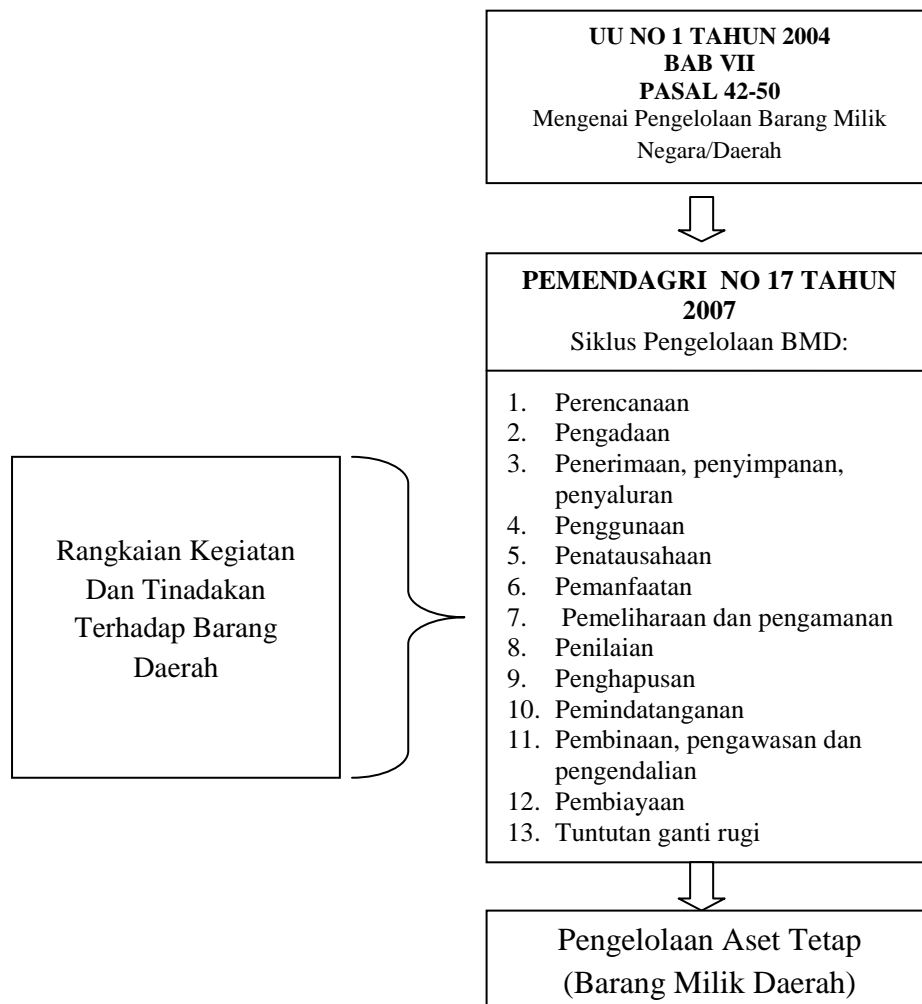 UU NO 1 TAHUN 2004
BAB VII
PASAL 42-50
Mengenai Pengelolaan Barang Milik
Negara/Daerah
PEMENDAGRI NO 17 TAHUN
2007
Siklus Pengelolaan BMD:
1. Perencanaan
2. Pengadaan
3. Penerimaan, penyimpanan,
penyaluran
4. Penggunaan
5. Penatausahaan
6. Pemanfaatan
7. Pemeliharaan dan pengamanan
8. Penilaian
9. Penghapusan
10. Pemindatanganan
11. Pembinaan, pengawasan dan
pengendalian
12. Pembiayaan
13. Tuntutan ganti rugi
Rangkaian Kegiatan
Dan Tinadakan
Terhadap Barang
Daerah
Pengelolaan Aset Tetap
(Barang Milik Daerah)